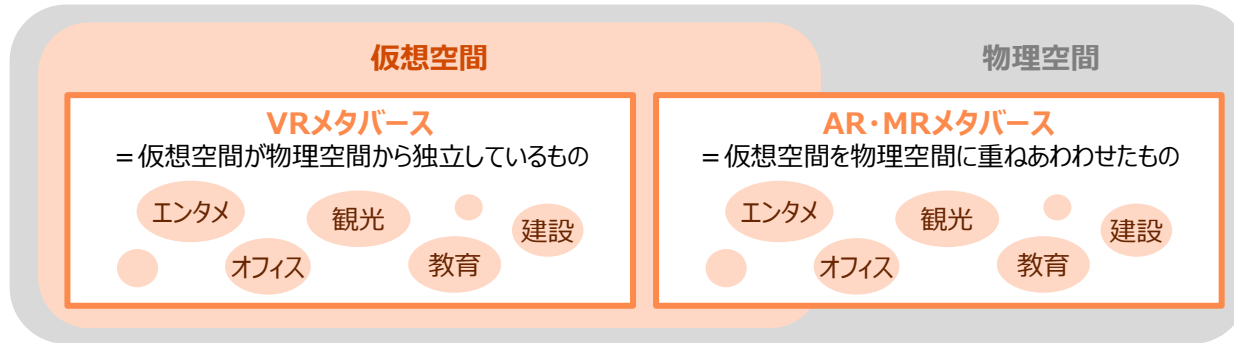 仮想空間
物理空間
VRメタバース
=仮想空間が物理空間から独立しているもの
エンタメ
観光
建設
オフィス
教育
AR・MRメタバース
=仮想空間を物理空間に重ねあわわせたもの
エンタメ
観光
建設
オフィス
教育